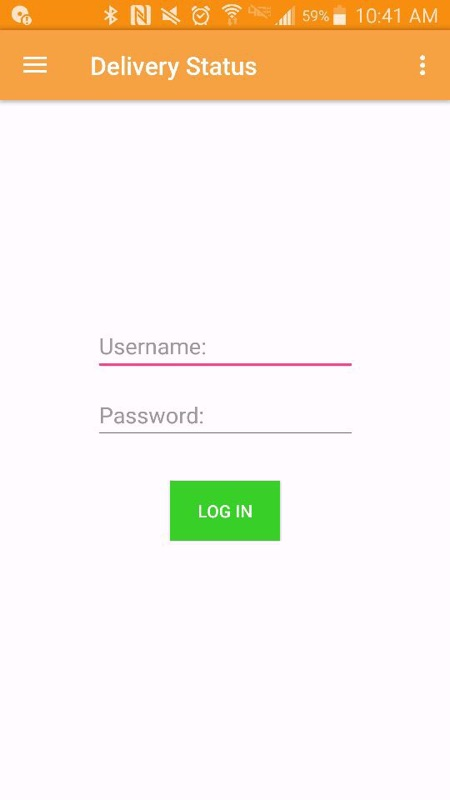 59% 10:41 AM
Delivery Status
Username:
Password:
LOG IN